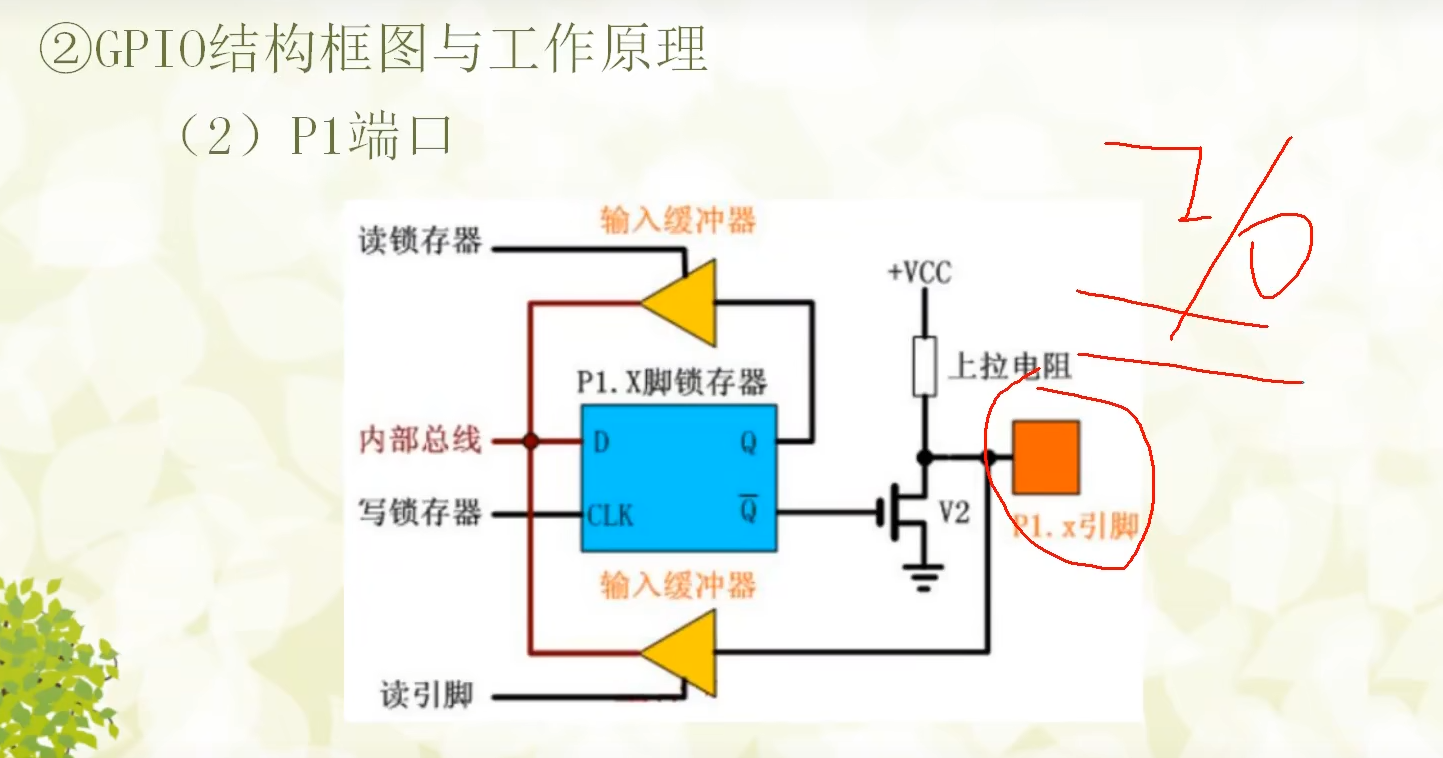 ②GPIO结构框图与工作原理
（2）P1端口
I/O
输入缓冲器
读锁存器
+VCC
上拉电阻
P1.X脚锁存器
内部总线
D
Q
写锁存器
CLK
Q̅
V2
P1.x引脚
输入缓冲器
读引脚